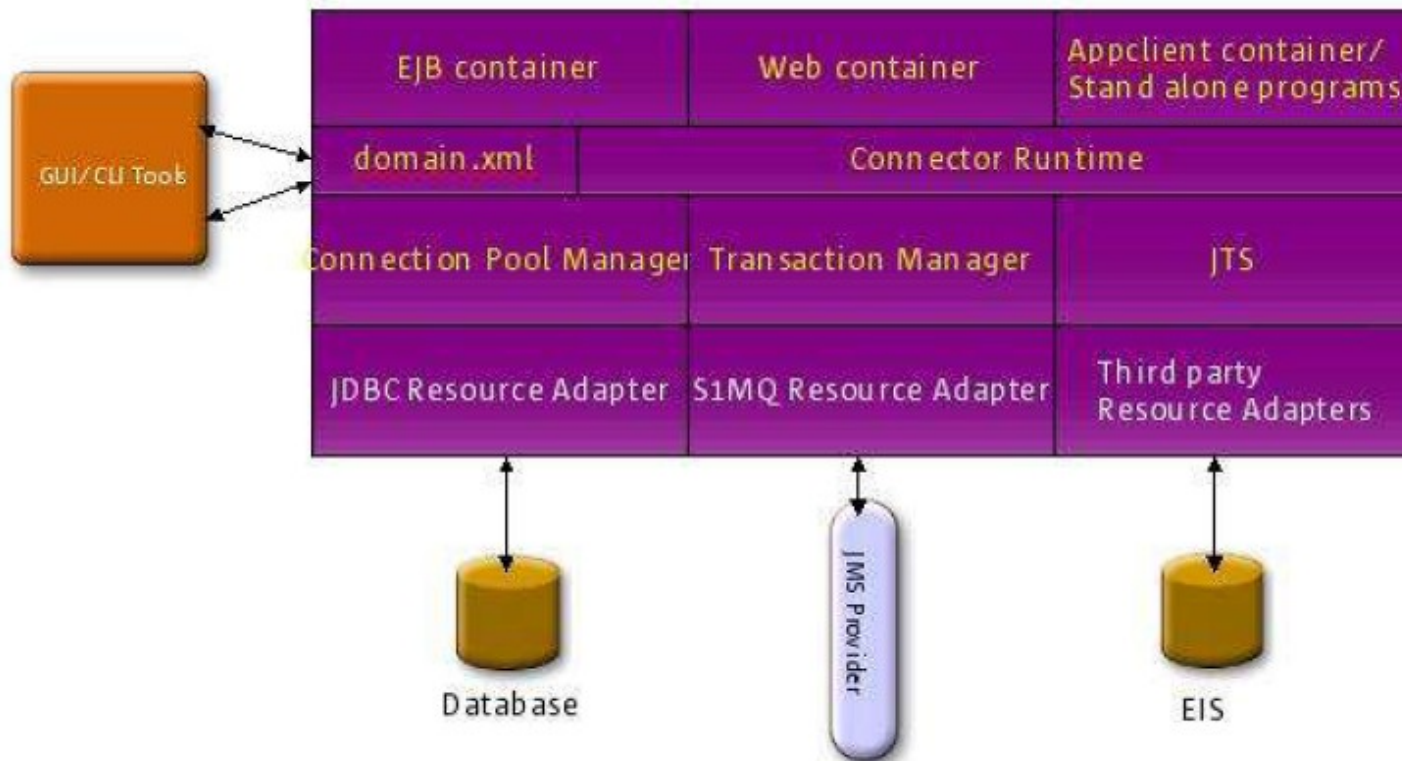 EJB container
Web container
Appclient container/
Stand alone programs
GUI/CLI Tools
domain.xml
Connector Runtime
Connection Pool Manager
Transaction Manager
JTS
JDBC Resource Adapter
S1MQ Resource Adapter
Third party
Resource Adapters
JMS Provider
Database
EIS